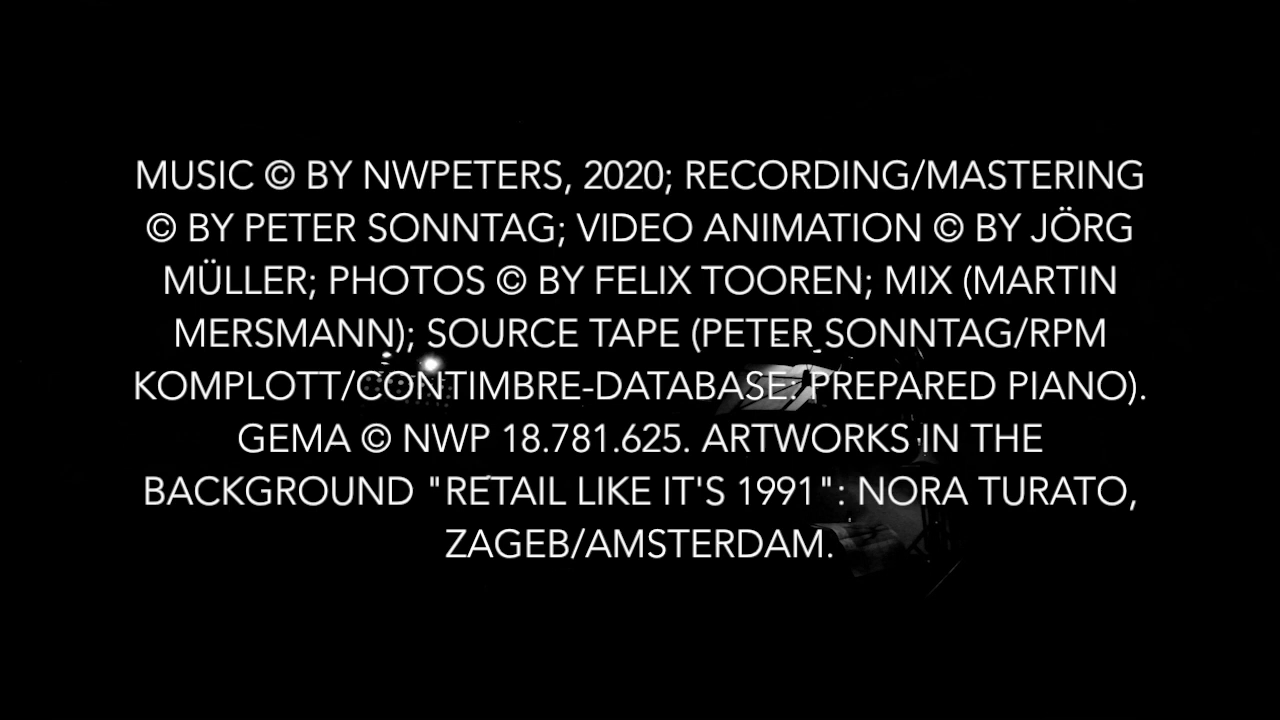 MUSIC © BY NWPETERS, 2020; RECORDING/MASTERING
© BY PETER SONNTAG; VIDEO ANIMATION © BY JÖRG
MÜLLER; PHOTOS © BY FELIX TOOREN; MIX (MARTIN
MERSMANN); SOURCE TAPE (PETER SONNTAG/RPM
KOMPLOTT/CONTIMBRE-DATABASE: PREPARED PIANO).
GEMA © NWP 18.781.625. ARTWORKS IN THE
BACKGROUND "RETAIL LIKE IT'S 1991": NORA TURATO,
ZAGEB/AMSTERDAM.